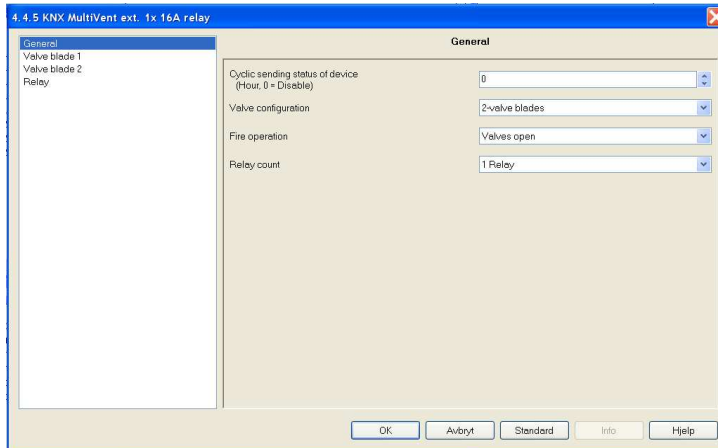 4.4.5 KNX MultiVent ext. 1x 16A relay
General
Valve blade 1
Valve blade 2
Relay
General
Cyclic sending status of device
(Hour, 0 = Disable)
0
Valve configuration
2-valve blades
Fire operation
Valves open
Relay count
1 Relay
OK
Avbryt
Standard
Info
Hjelp